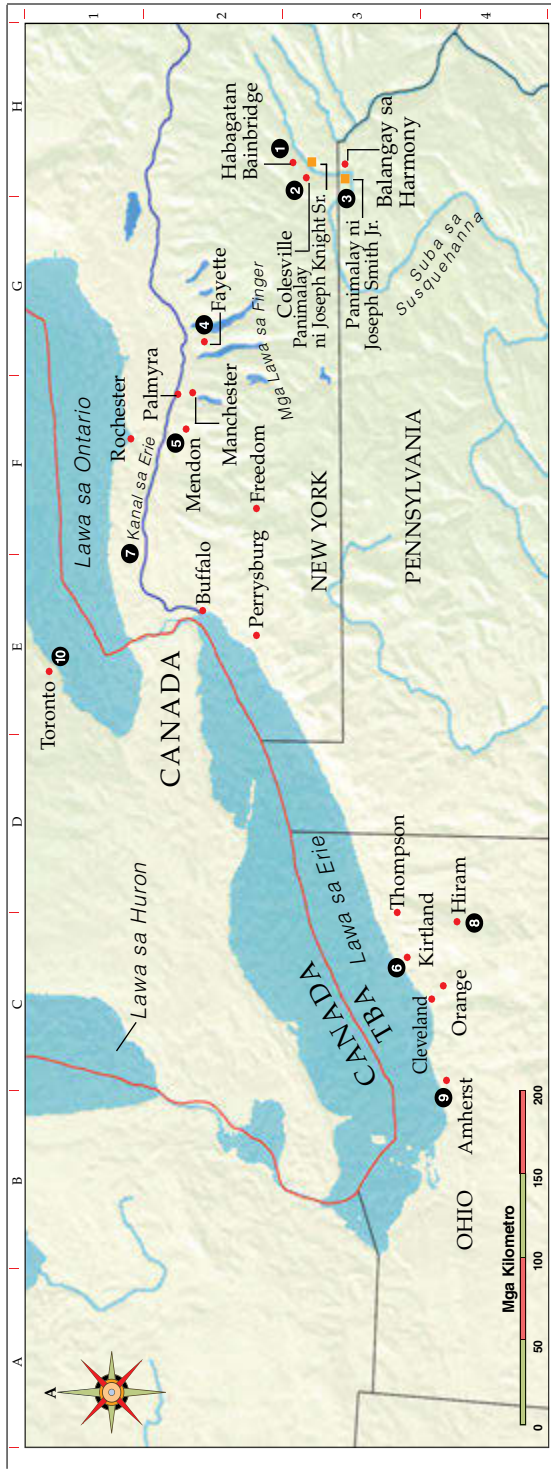 A
B
C
D
E
F
G
H
1
2
3
4
A
Lawa sa Huron
Toronto
10
Lawa sa Ontario
Rochester
7
Kanal sa Erie
CANADA
Buffalo
Palmyra
5
Mendon
Manchester
4
Fayette
Mga Lawa sa Finger
Perrysburg
Freedom
1
Habagatan
Bainbridge
2
Colesville
Panimalay
ni Joseph Knight Sr.
3
Panimalay ni
Joseph Smith Jr.
Balangay sa
Harmony
Suba sa
Susquehanna
NEW YORK
PENNSYLVANIA
CANADA
TBA
Lawa sa Erie
Thompson
6
Kirtland
Hiram
8
Cleveland
Orange
9
Amherst
OHIO
Mga Kilometro
0 50 100 150 200